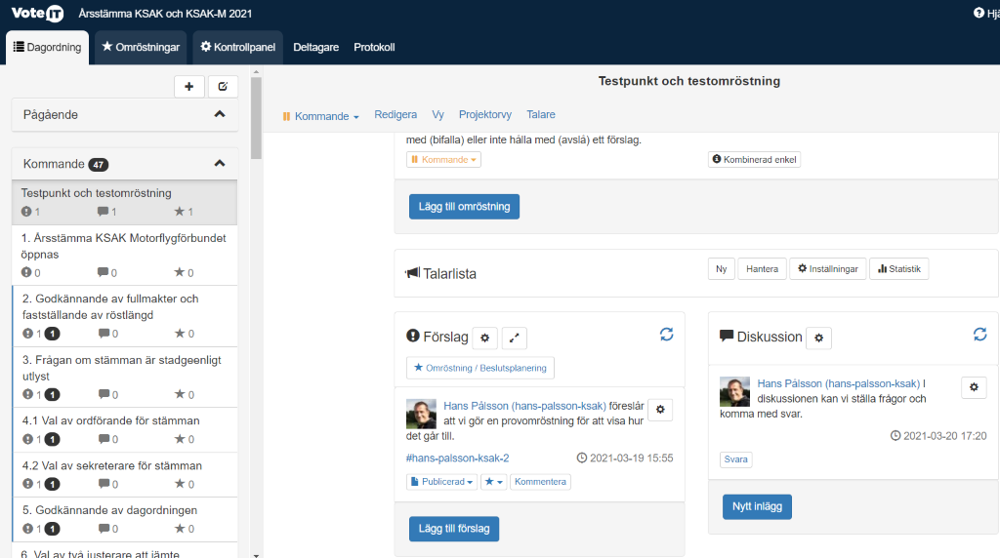 VoteIT Årsstämma KSAK och KSAK-M 2021
Dagordning Omröstningar Kontrollpanel Deltagare Protokoll
Pågående
Kommande 47
Testpunkt och testomröstning
1 1 1
1. Årsstämma KSAK Motorflygförbundet
öppnas
0 0 0
2. Godkännande av fullmakter och
fastställande av röstlängd
1 1 0 0
3. Frågan om stämman är stadgeenligt
utlyst
1 1 0 0
4.1 Val av ordförande för stämman
1 1 0 0
4.2 Val av sekreterare för stämman
1 1 0 0
5. Godkännande av dagordningen
1 1 0 0
6. Val av två justerare att jämte
Testpunkt och testomröstning
Kommande Redigera Vy Projektorvy Talare
med (bifalla) eller inte hålla med (avslå) ett förslag.
Kommande Kombinerad enkel
Lägg till omröstning
Talarlista Ny Hantera Inställningar Statistik
Förslag
Omröstning / Beslutsplanering
Hans Pålsson (hans-palsson-ksak) föreslår
att vi gör en provomröstning för att visa hur
det går till.
#hans-palsson-ksak-2 2021-03-19 15:55
Publicerad Kommentera
Lägg till förslag
Diskussion
Hans Pålsson (hans-palsson-ksak) I
diskussionen kan vi ställa frågor och
komma med svar.
2021-03-20 17:20
Svara
Nytt inlägg